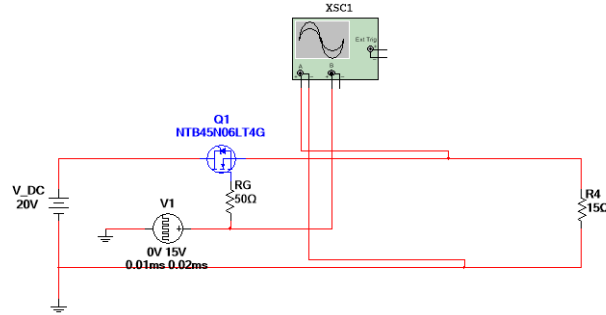 XSC1
Ext Trig
+
-
A
B
+ - + -
Q1
NTB45N06LT4G
V_DC
20V
RG
50Ω
V1
+
0V 15V
0.01ms 0.02ms
R4
15Ω